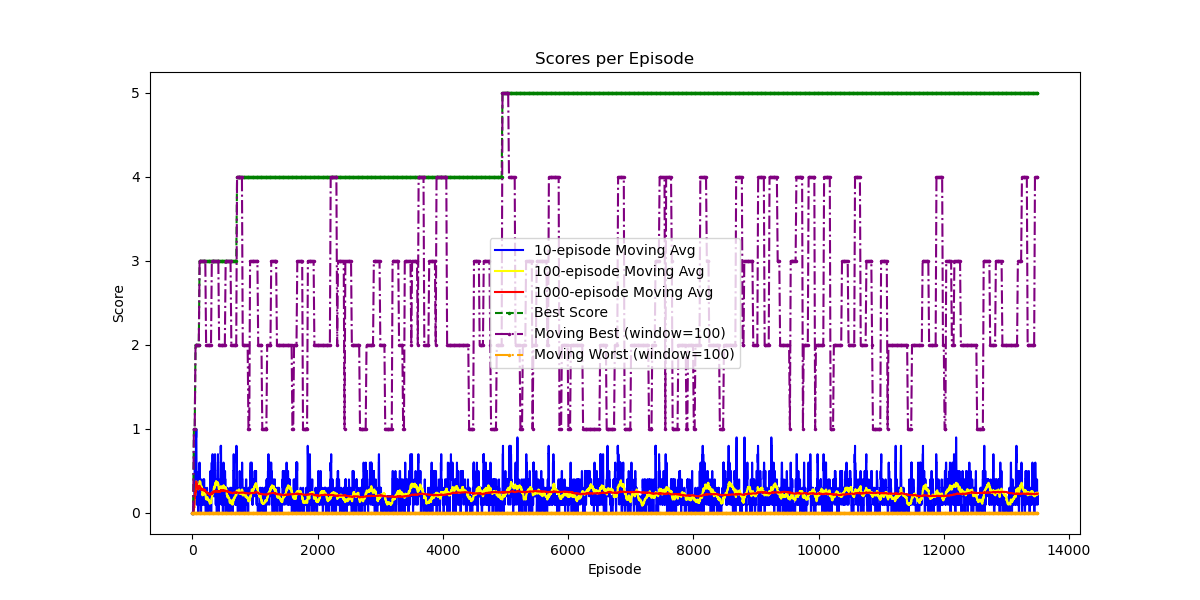 Scores per Episode
Score
5
4
3
2
1
0
10-episode Moving Avg
100-episode Moving Avg
1000-episode Moving Avg
Best Score
Moving Best (window=100)
Moving Worst (window=100)
0 2000 4000 6000 8000 10000 12000 14000
Episode